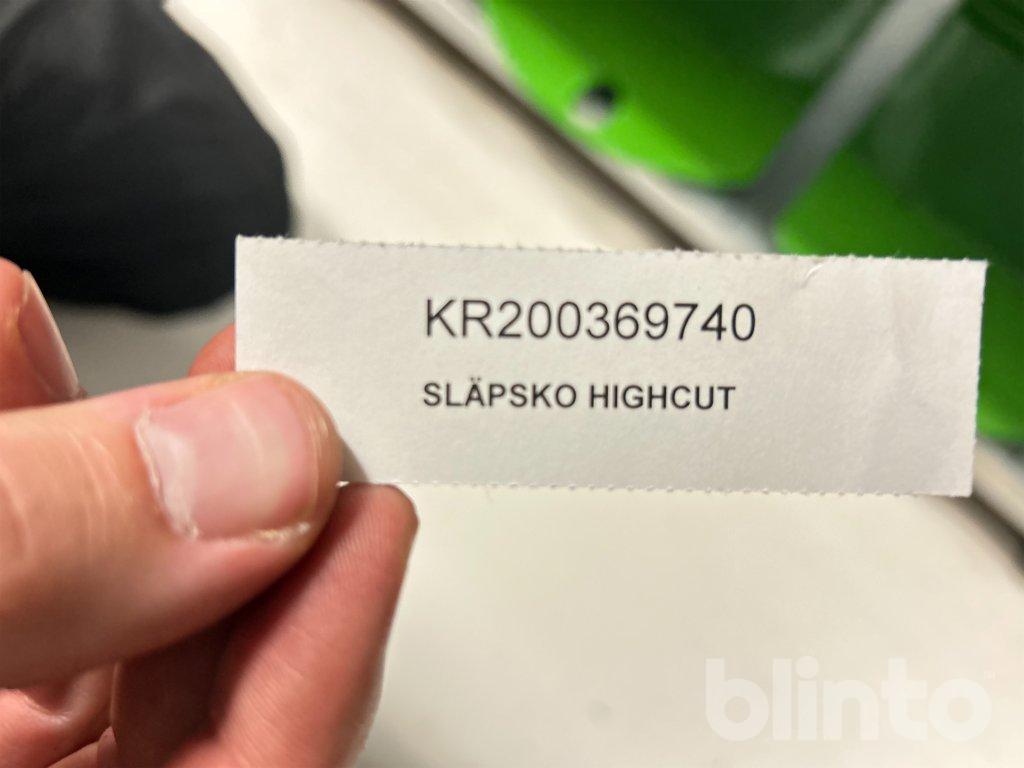 KR200369740
SLÄPSKO HIGHCUT
blinto